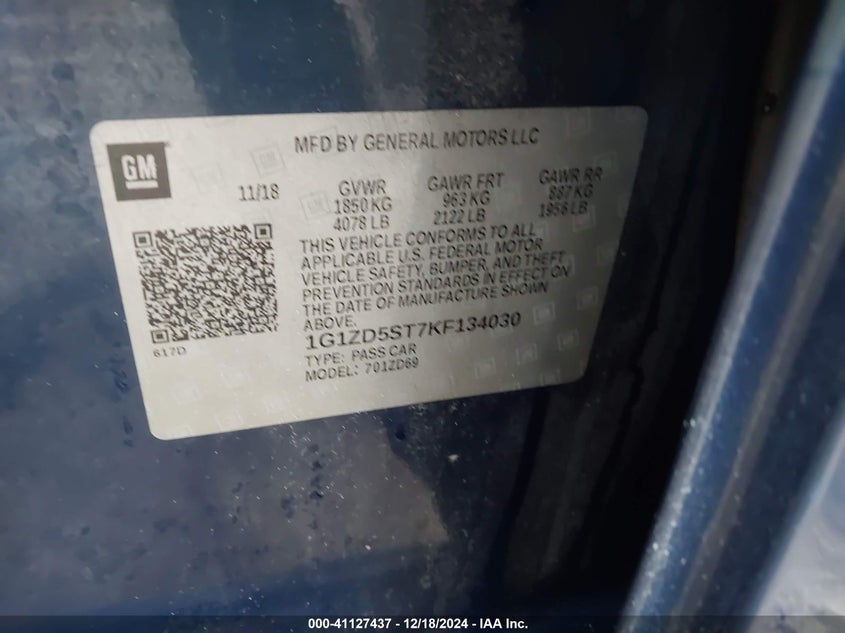 GM
MFD BY GENERAL MOTORS LLC
11/18
GVWR
1850 KG
4078 LB
GAWR FRT
963 KG
2122 LB
GAWR RR
887 KG
1956 LB
THIS VEHICLE CONFORMS TO ALL
APPLICABLE U.S. FEDERAL MOTOR
VEHICLE SAFETY, BUMPER, AND THEFT
PREVENTION STANDARDS IN EFFECT ON
THE DATE OF MANUFACTURE SHOWN
ABOVE.
617D
1G1ZD5ST7KF134030
TYPE: PASS CAR
MODEL: 701ZD69
000-41127437 - 12/18/2024 - IAA Inc.